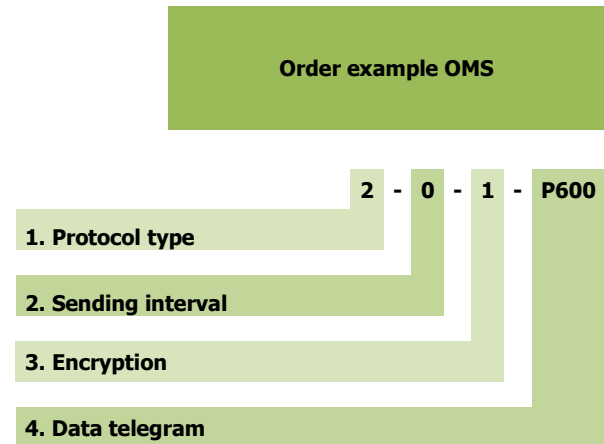 Order example OMS
2 - 0 - 1 - P600
1. Protocol type
2. Sending interval
3. Encryption
4. Data telegram